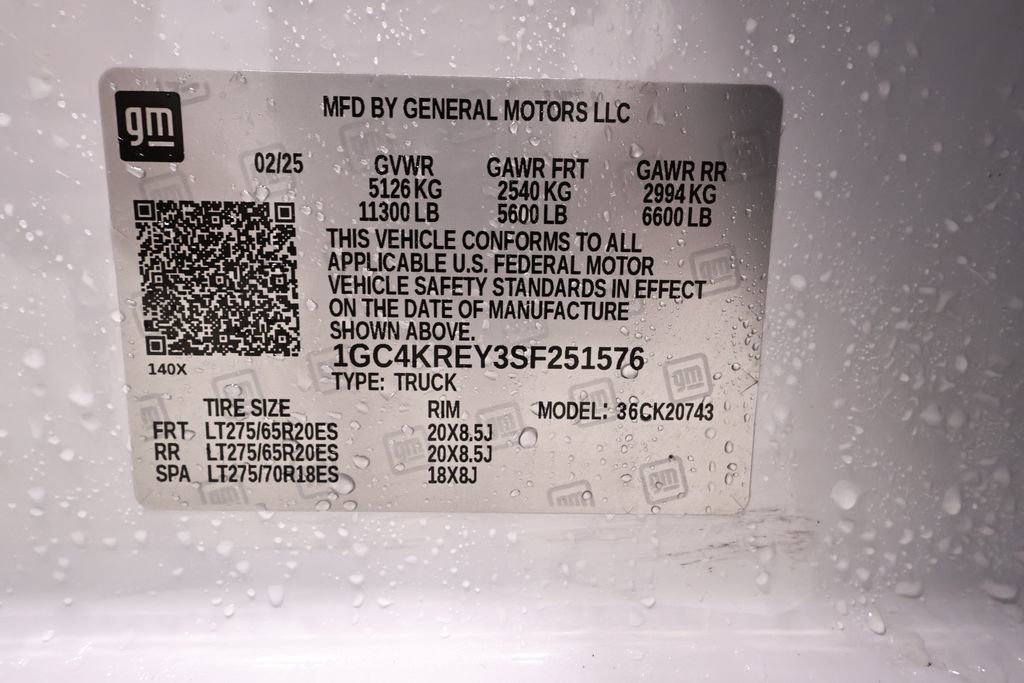 gm
MFD BY GENERAL MOTORS LLC
02/25 GVWR GAWR FRT GAWR RR
5126 KG 2540 KG 2994 KG
11300 LB 5600 LB 6600 LB
THIS VEHICLE CONFORMS TO ALL
APPLICABLE U.S. FEDERAL MOTOR
VEHICLE SAFETY STANDARDS IN EFFECT
ON THE DATE OF MANUFACTURE
SHOWN ABOVE.
1GC4KREY3SF251576
140X
TYPE: TRUCK
TIRE SIZE RIM MODEL: 36CK20743
FRT LT275/65R20ES 20X8.5J
RR LT275/65R20ES 20X8.5J
SPA LT275/70R18ES 18X8J